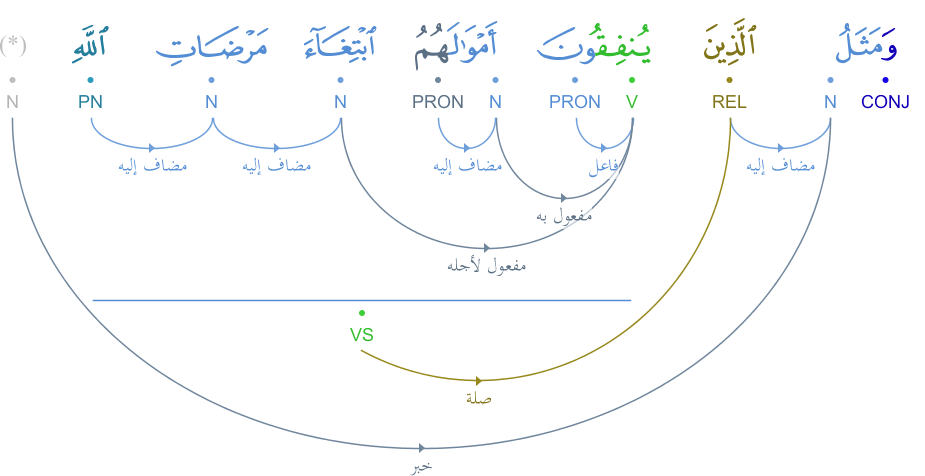 وَمَثَلُ ٱلَّذِينَ يُنفِقُونَ أَمْوَٰلَهُمُ ٱبْتِغَآءَ مَرْضَاتِ ٱللَّهِ (*)
CONJ N REL V PRON N PRON N N PN N
مضاف إليه فاعل مضاف إليه مضاف إليه مضاف إليه
مفعول به
مفعول لأجله
VS
صلة
خبر